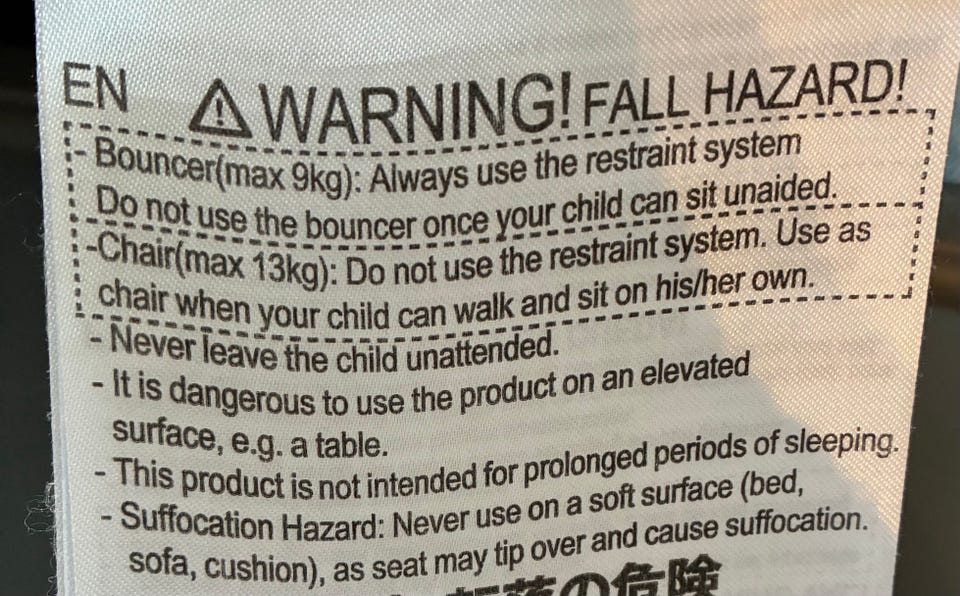 EN ⚠ WARNING! FALL HAZARD!
- Bouncer(max 9kg): Always use the restraint system
Do not use the bouncer once your child can sit unaided.
-Chair(max 13kg): Do not use the restraint system. Use as
chair when your child can walk and sit on his/her own.
- Never leave the child unattended.
- It is dangerous to use the product on an elevated
surface, e.g. a table.
- This product is not intended for prolonged periods of sleeping.
- Suffocation Hazard: Never use on a soft surface (bed,
sofa, cushion), as seat may tip over and cause suffocation.
の危険